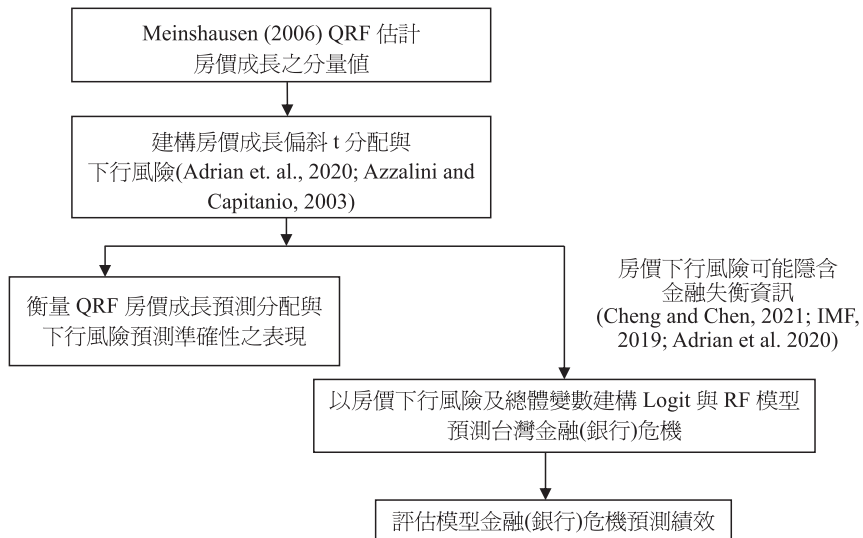 Meinshausen (2006) QRF 估計
房價成長之分量值
建構房價成長偏斜 t 分配與
下行風險(Adrian et. al., 2020; Azzalini and
Capitanio, 2003)
衡量 QRF 房價成長預測分配與
下行風險預測準確性之表現
房價下行風險可能隱含
金融失衡資訊
(Cheng and Chen, 2021; IMF,
2019; Adrian et al. 2020)
以房價下行風險及總體變數建構 Logit 與 RF 模型
預測台灣金融(銀行)危機
評估模型金融(銀行)危機預測績效